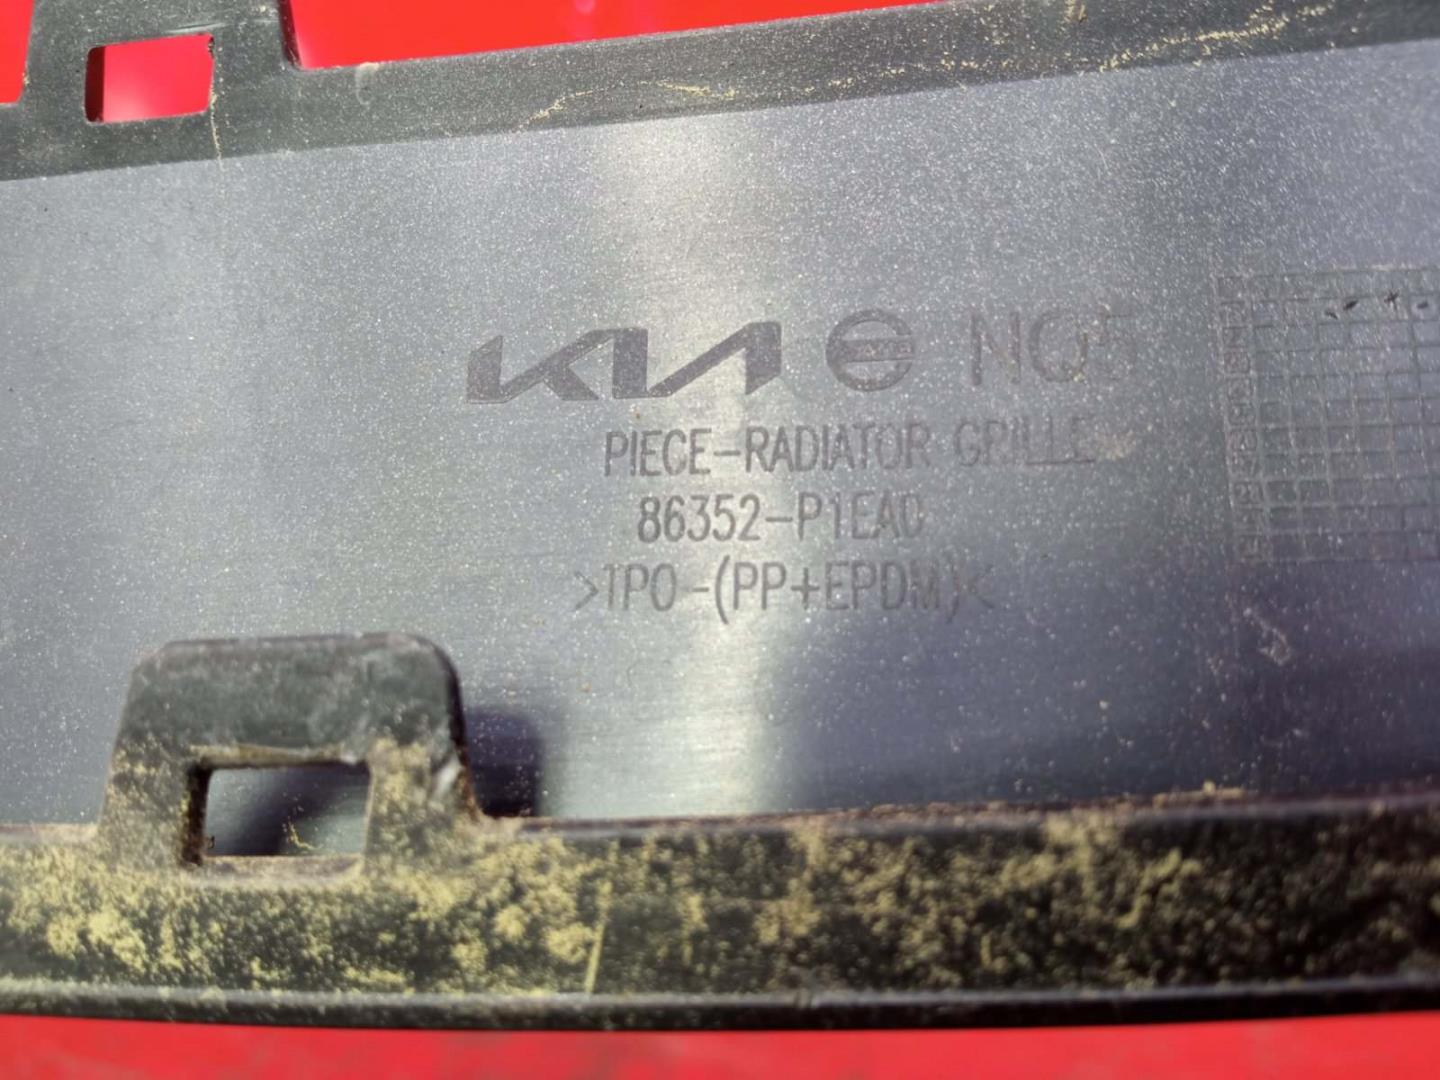 KIA NQ5
PIECE-RADIATOR GRILLE
86352-P1EA0
>TPO-(PP+EPDM)<